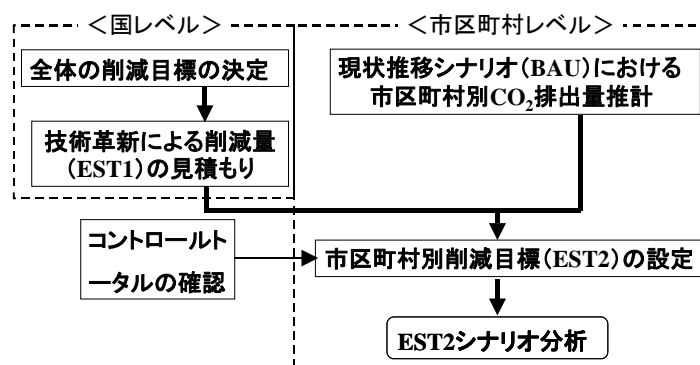 ＜国レベル＞
全体の削減目標の決定
技術革新による削減量
（EST1）の見積もり
＜市区町村レベル＞
現状推移シナリオ（BAU）における
市区町村別CO₂排出量推計
コントロールト
ータルの確認
市区町村別削減目標（EST2）の設定
EST2シナリオ分析